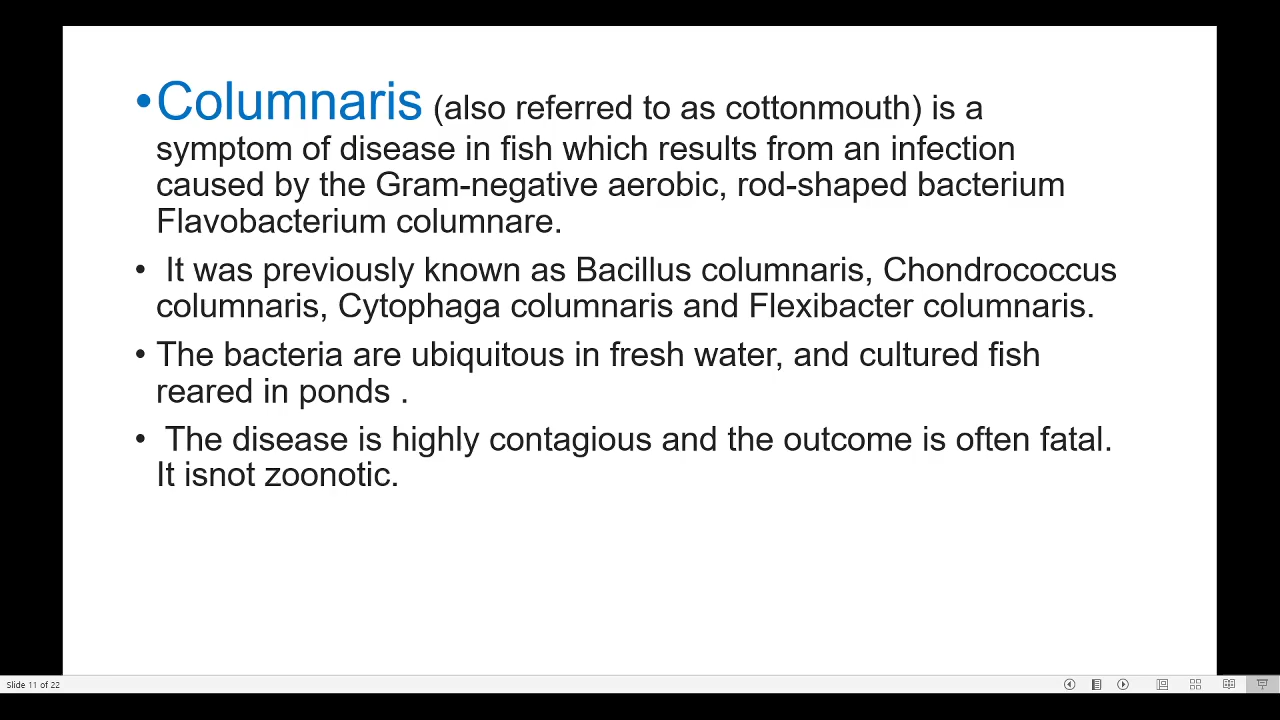 •Columnaris (also referred to as cottonmouth) is a
symptom of disease in fish which results from an infection
caused by the Gram-negative aerobic, rod-shaped bacterium
Flavobacterium columnare.
• It was previously known as Bacillus columnaris, Chondrococcus
columnaris, Cytophaga columnaris and Flexibacter columnaris.
• The bacteria are ubiquitous in fresh water, and cultured fish
reared in ponds .
• The disease is highly contagious and the outcome is often fatal.
It isnot zoonotic.
Slide 11 of 22